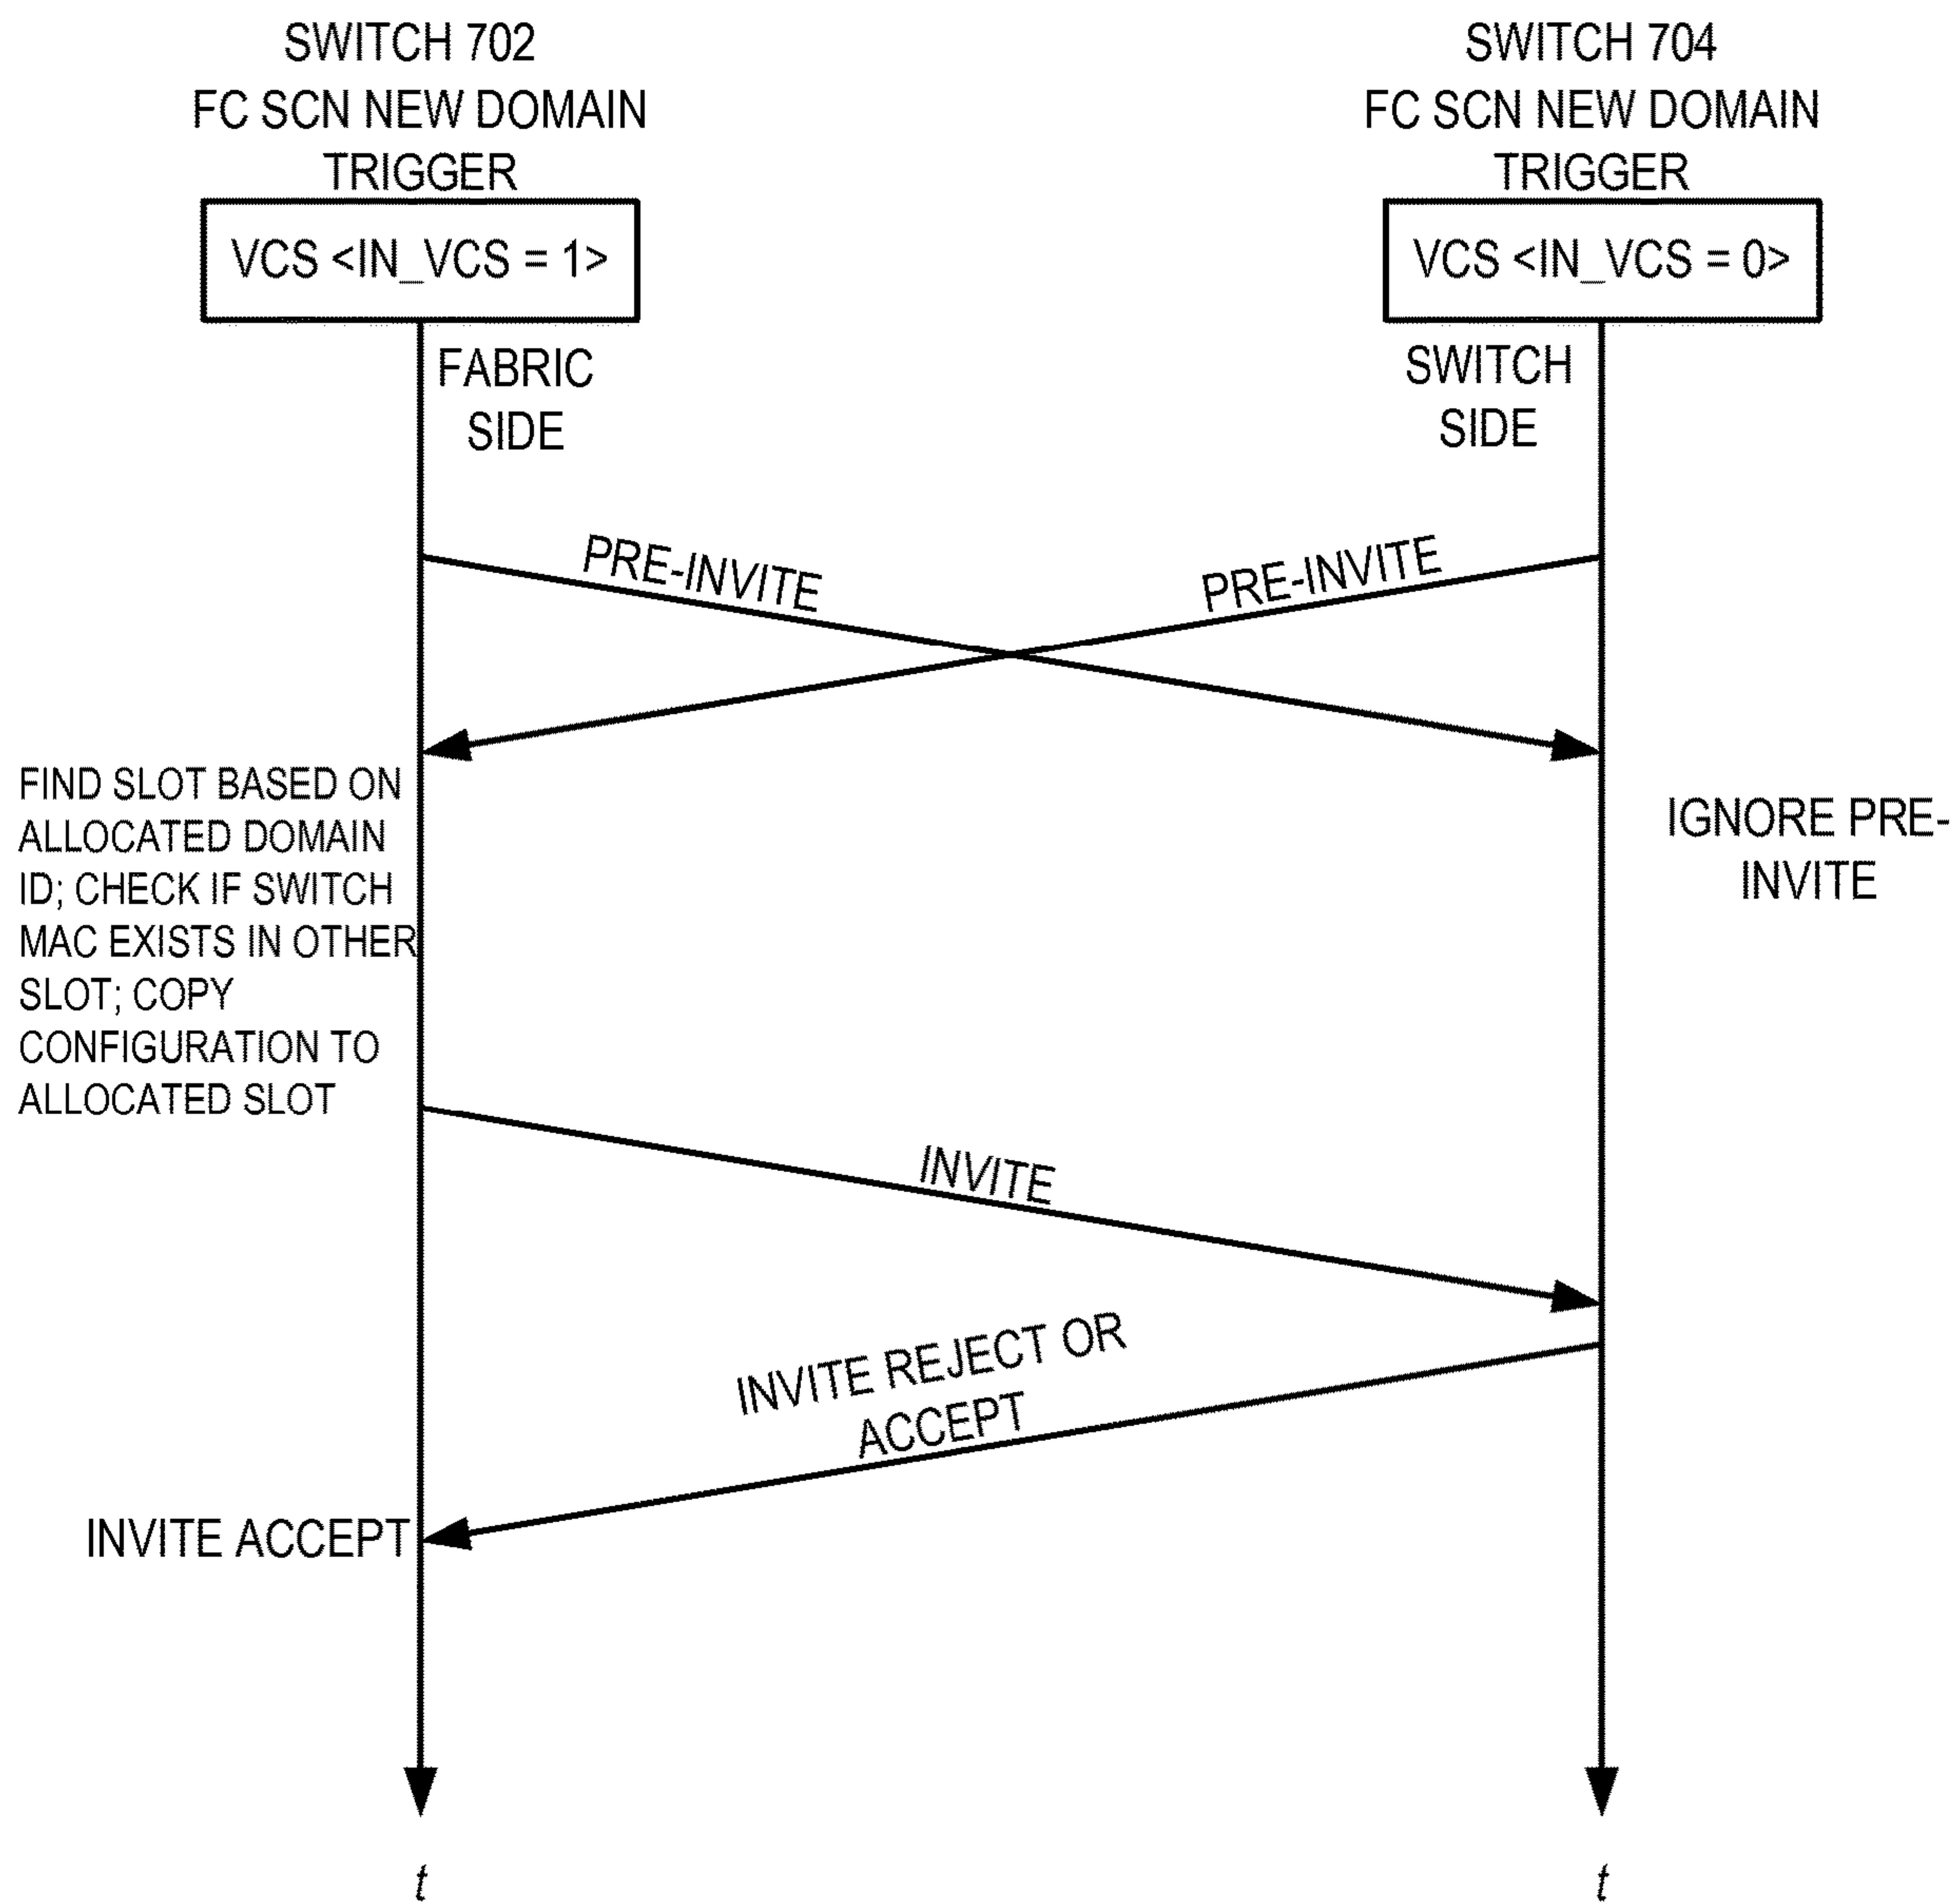 SWITCH 702
FC SCN NEW DOMAIN
TRIGGER
VCS <IN_VCS = 1>
FABRIC
SIDE
SWITCH 704
FC SCN NEW DOMAIN
TRIGGER
VCS <IN_VCS = 0>
SWITCH
SIDE
PRE-INVITE
PRE-INVITE
FIND SLOT BASED ON
ALLOCATED DOMAIN
ID; CHECK IF SWITCH
MAC EXISTS IN OTHER
SLOT; COPY
CONFIGURATION TO
ALLOCATED SLOT
IGNORE PRE-
INVITE
INVITE
INVITE REJECT OR
ACCEPT
INVITE ACCEPT
t
t